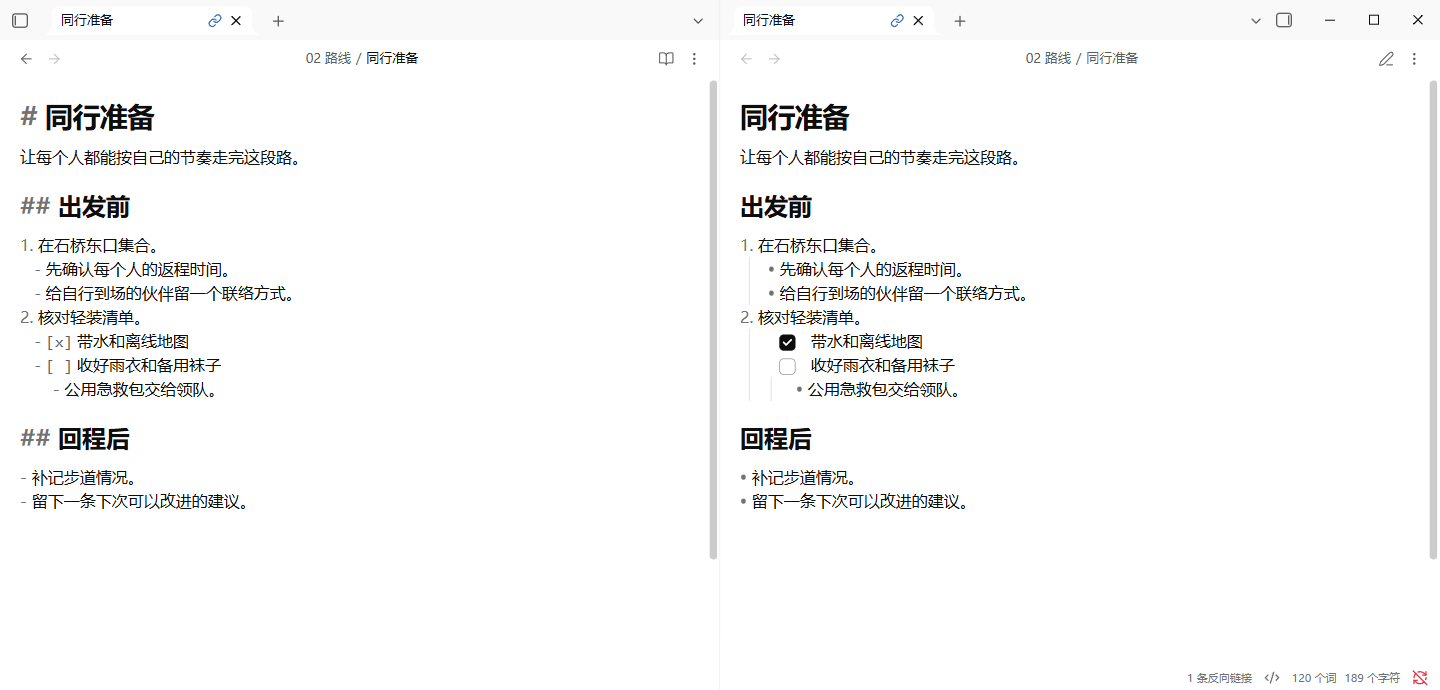 同行准备
同行准备
02 路线 / 同行准备
02 路线 / 同行准备
# 同行准备
让每个人都能按自己的节奏走完这段路。
## 出发前
1. 在石桥东口集合。
- 先确认每个人的返程时间。
- 给自行到场的伙伴留一个联络方式。
2. 核对轻装清单。
- [x] 带水和离线地图
- [ ] 收好雨衣和备用袜子
- 公用急救包交给领队。
## 回程后
- 补记步道情况。
- 留下一条下次可以改进的建议。
同行准备
让每个人都能按自己的节奏走完这段路。
出发前
1. 在石桥东口集合。
• 先确认每个人的返程时间。
• 给自行到场的伙伴留一个联络方式。
2. 核对轻装清单。
带水和离线地图
收好雨衣和备用袜子
• 公用急救包交给领队。
回程后
• 补记步道情况。
• 留下一条下次可以改进的建议。
1 条反向链接 </> 120 个词 189 个字符